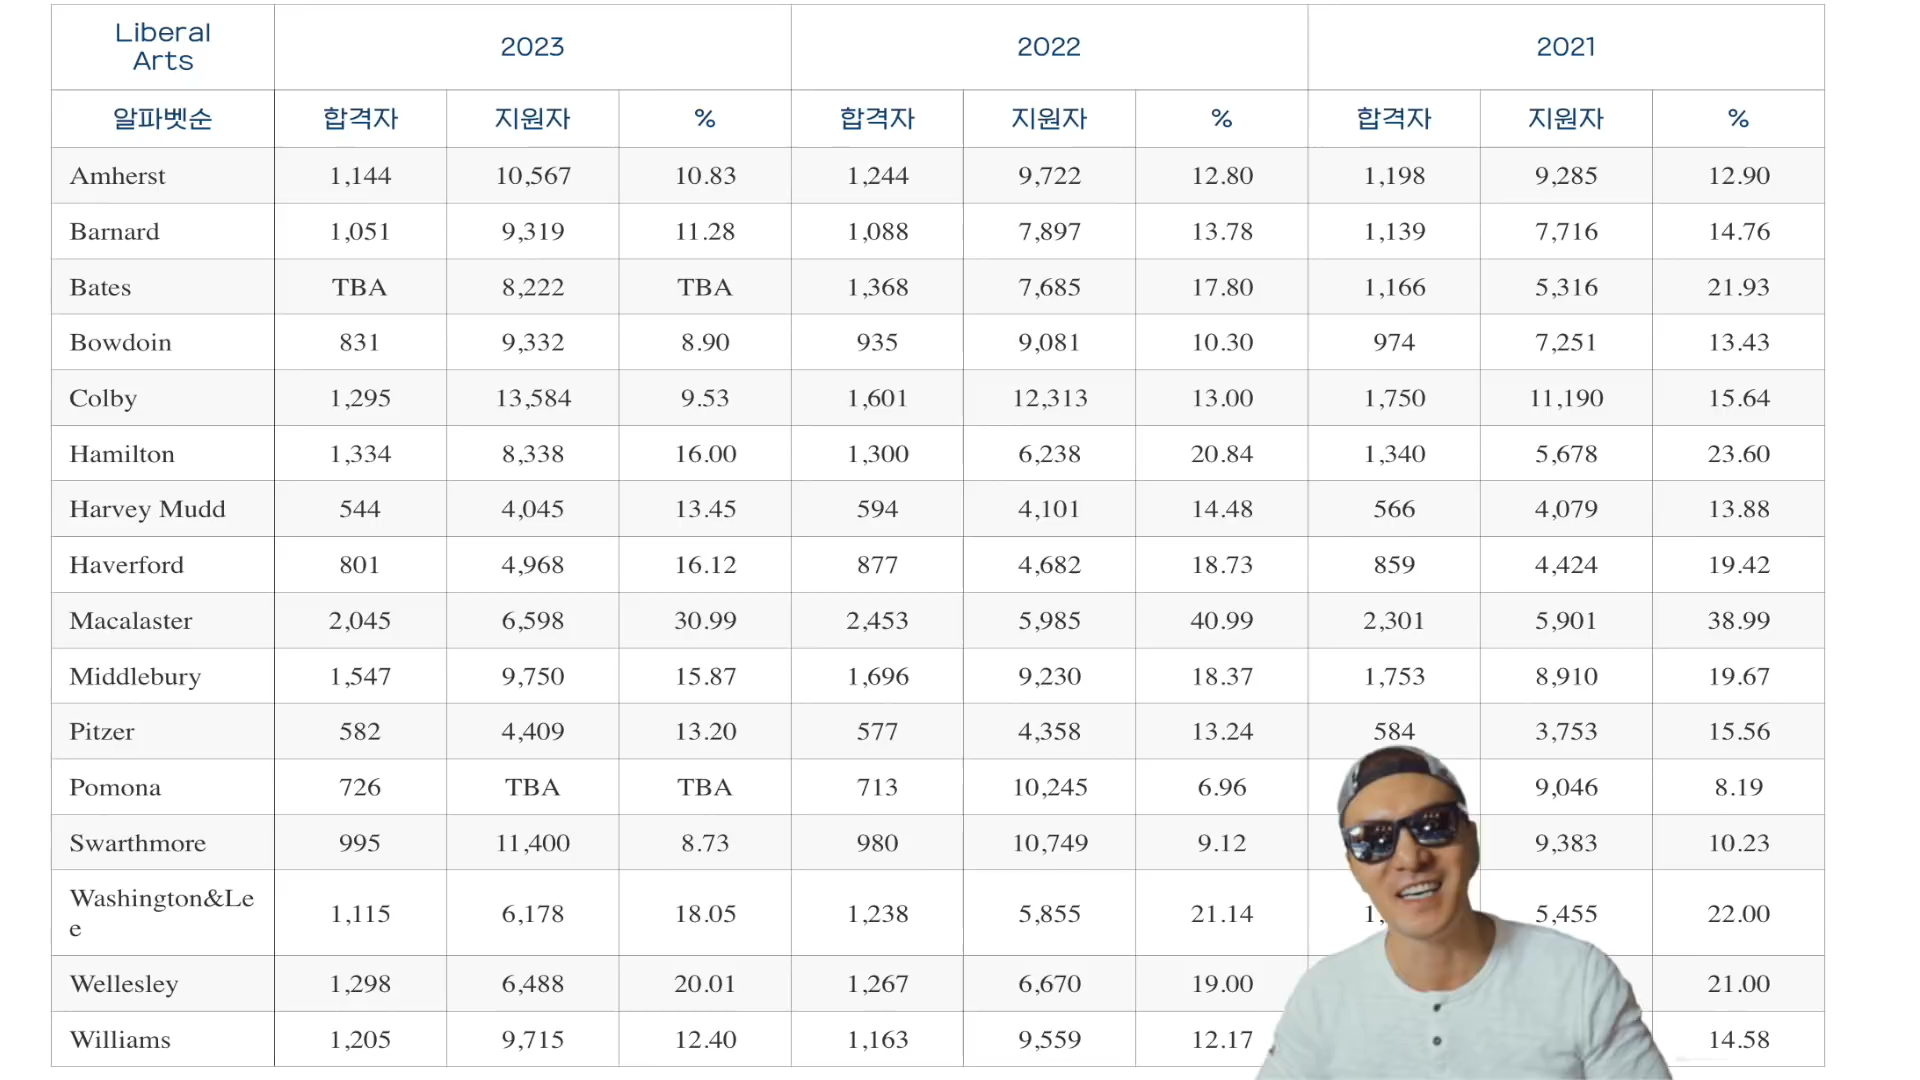 Liberal
Arts
2023
2022
2021
알파벳순
합격자
지원자
%
합격자
지원자
%
합격자
지원자
%
Amherst 1,144 10,567 10.83 1,244 9,722 12.80 1,198 9,285 12.90
Barnard 1,051 9,319 11.28 1,088 7,897 13.78 1,139 7,716 14.76
Bates TBA 8,222 TBA 1,368 7,685 17.80 1,166 5,316 21.93
Bowdoin 831 9,332 8.90 935 9,081 10.30 974 7,251 13.43
Colby 1,295 13,584 9.53 1,601 12,313 13.00 1,750 11,190 15.64
Hamilton 1,334 8,338 16.00 1,300 6,238 20.84 1,340 5,678 23.60
Harvey Mudd 544 4,045 13.45 594 4,101 14.48 566 4,079 13.88
Haverford 801 4,968 16.12 877 4,682 18.73 859 4,424 19.42
Macalaster 2,045 6,598 30.99 2,453 5,985 40.99 2,301 5,901 38.99
Middlebury 1,547 9,750 15.87 1,696 9,230 18.37 1,753 8,910 19.67
Pitzer 582 4,409 13.20 577 4,358 13.24 584 3,753 15.56
Pomona 726 TBA TBA 713 10,245 6.96 9,046 8.19
Swarthmore 995 11,400 8.73 980 10,749 9.12 9,383 10.23
Washington&Le
e
1,115 6,178 18.05 1,238 5,855 21.14 5,455 22.00
Wellesley 1,298 6,488 20.01 1,267 6,670 19.00 21.00
Williams 1,205 9,715 12.40 1,163 9,559 12.17 14.58